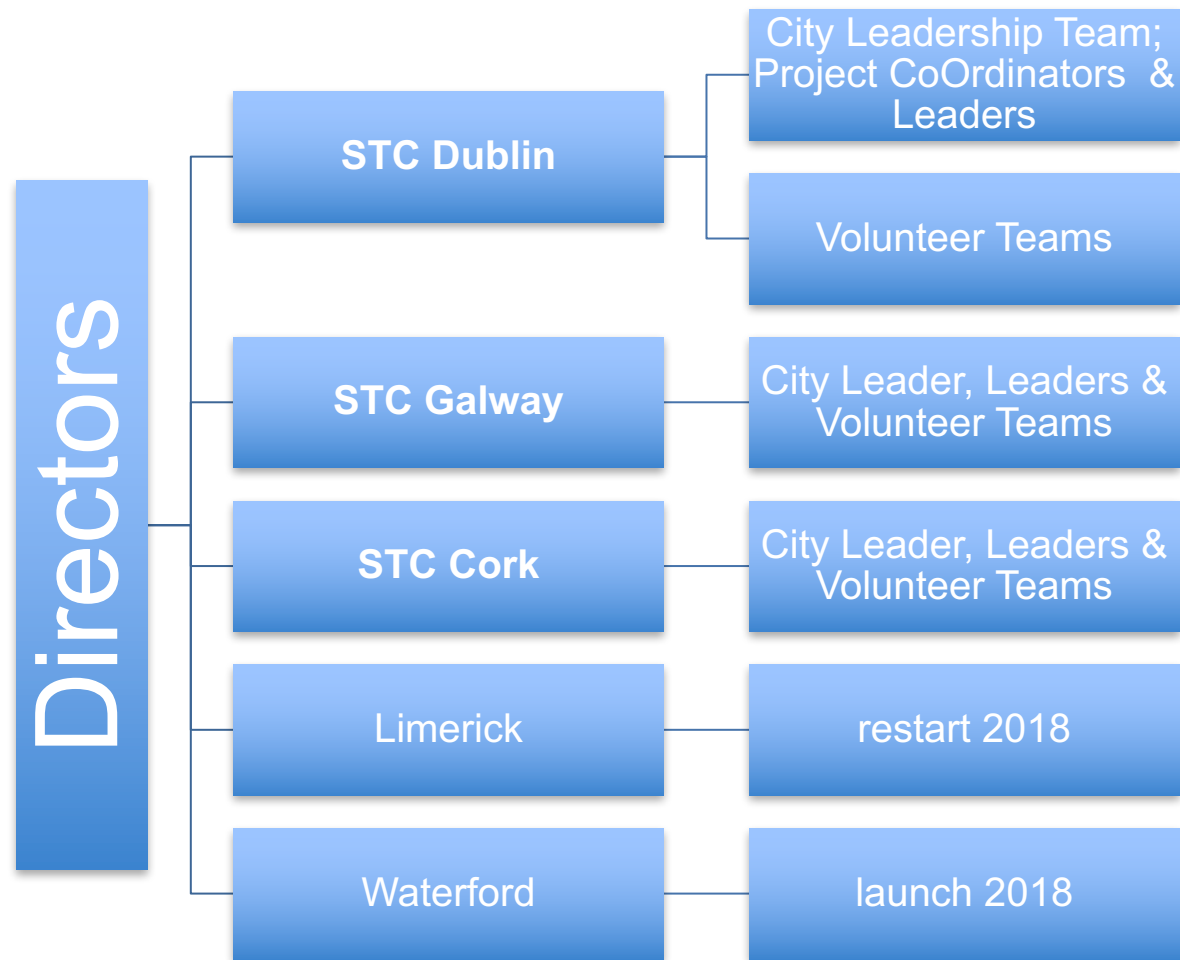 Directors
STC Dublin
City Leadership Team;
Project CoOrdinators &
Leaders
Volunteer Teams
STC Galway
City Leader, Leaders &
Volunteer Teams
STC Cork
City Leader, Leaders &
Volunteer Teams
Limerick
restart 2018
Waterford
launch 2018